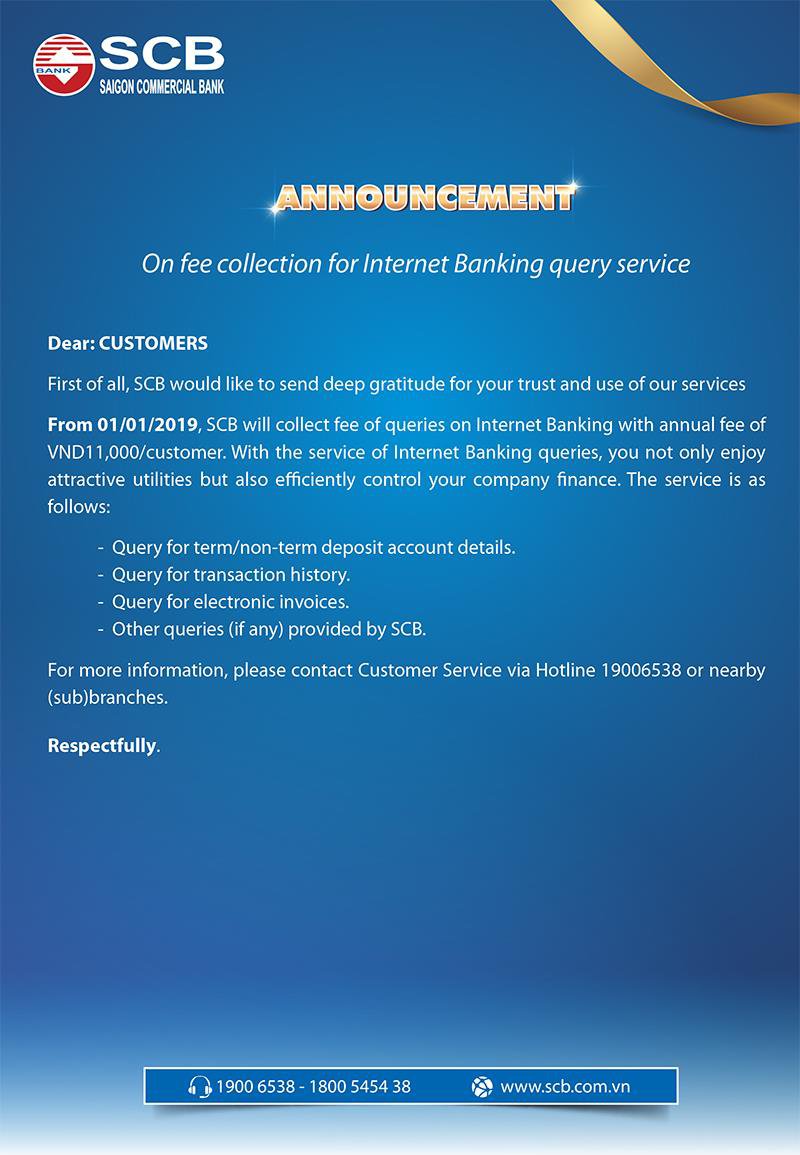 SCB
BANK
SAIGON COMMERCIAL BANK
ANNOUNCEMENT
On fee collection for Internet Banking query service
Dear: CUSTOMERS
First of all, SCB would like to send deep gratitude for your trust and use of our services
From 01/01/2019, SCB will collect fee of queries on Internet Banking with annual fee of
VND11,000/customer. With the service of Internet Banking queries, you not only enjoy
attractive utilities but also efficiently control your company finance. The service is as
follows:
- Query for term/non-term deposit account details.
- Query for transaction history.
- Query for electronic invoices.
- Other queries (if any) provided by SCB.
For more information, please contact Customer Service via Hotline 19006538 or nearby
(sub)branches.
Respectfully.
1900 6538 - 1800 5454 38
www.scb.com.vn